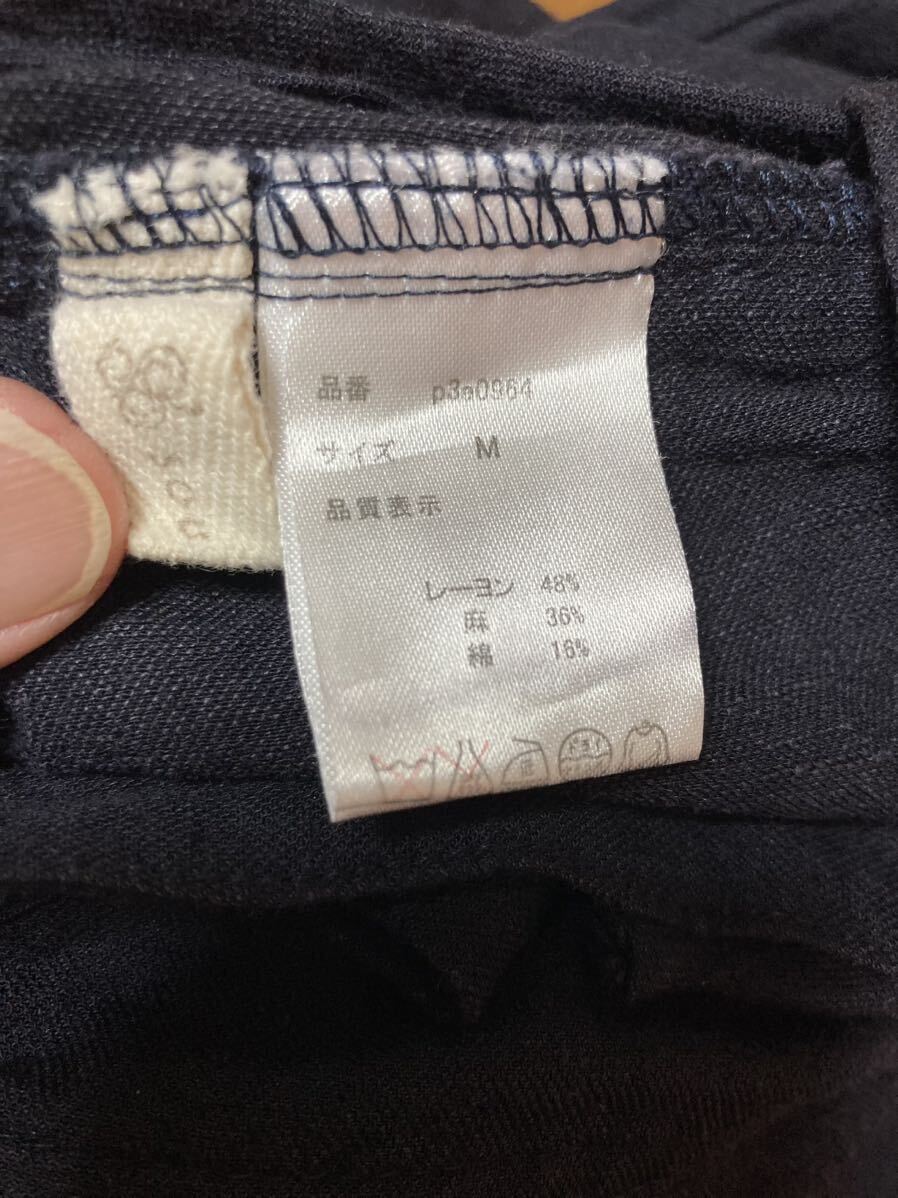 品番 p3a0964
サイズ M
品質表示
レーヨン 48%
麻 36%
綿 16%